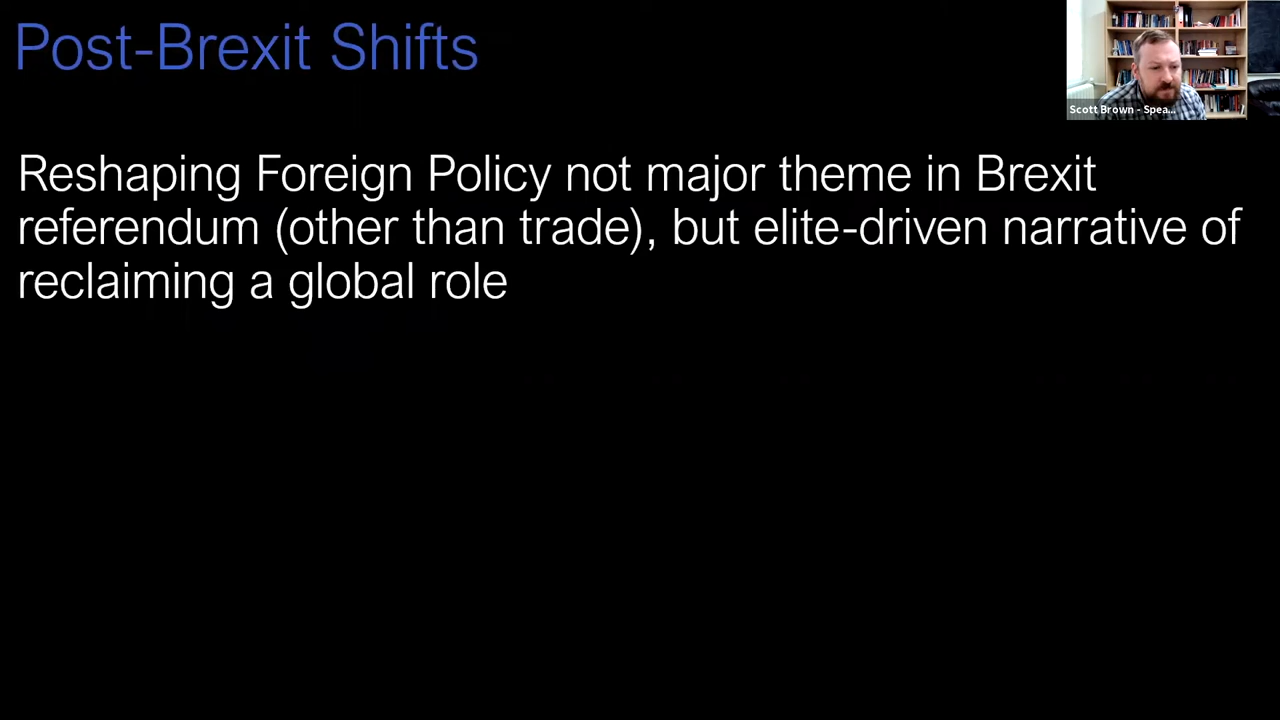 Post-Brexit Shifts
Scott Brown - Spea...
Reshaping Foreign Policy not major theme in Brexit
referendum (other than trade), but elite-driven narrative of
reclaiming a global role